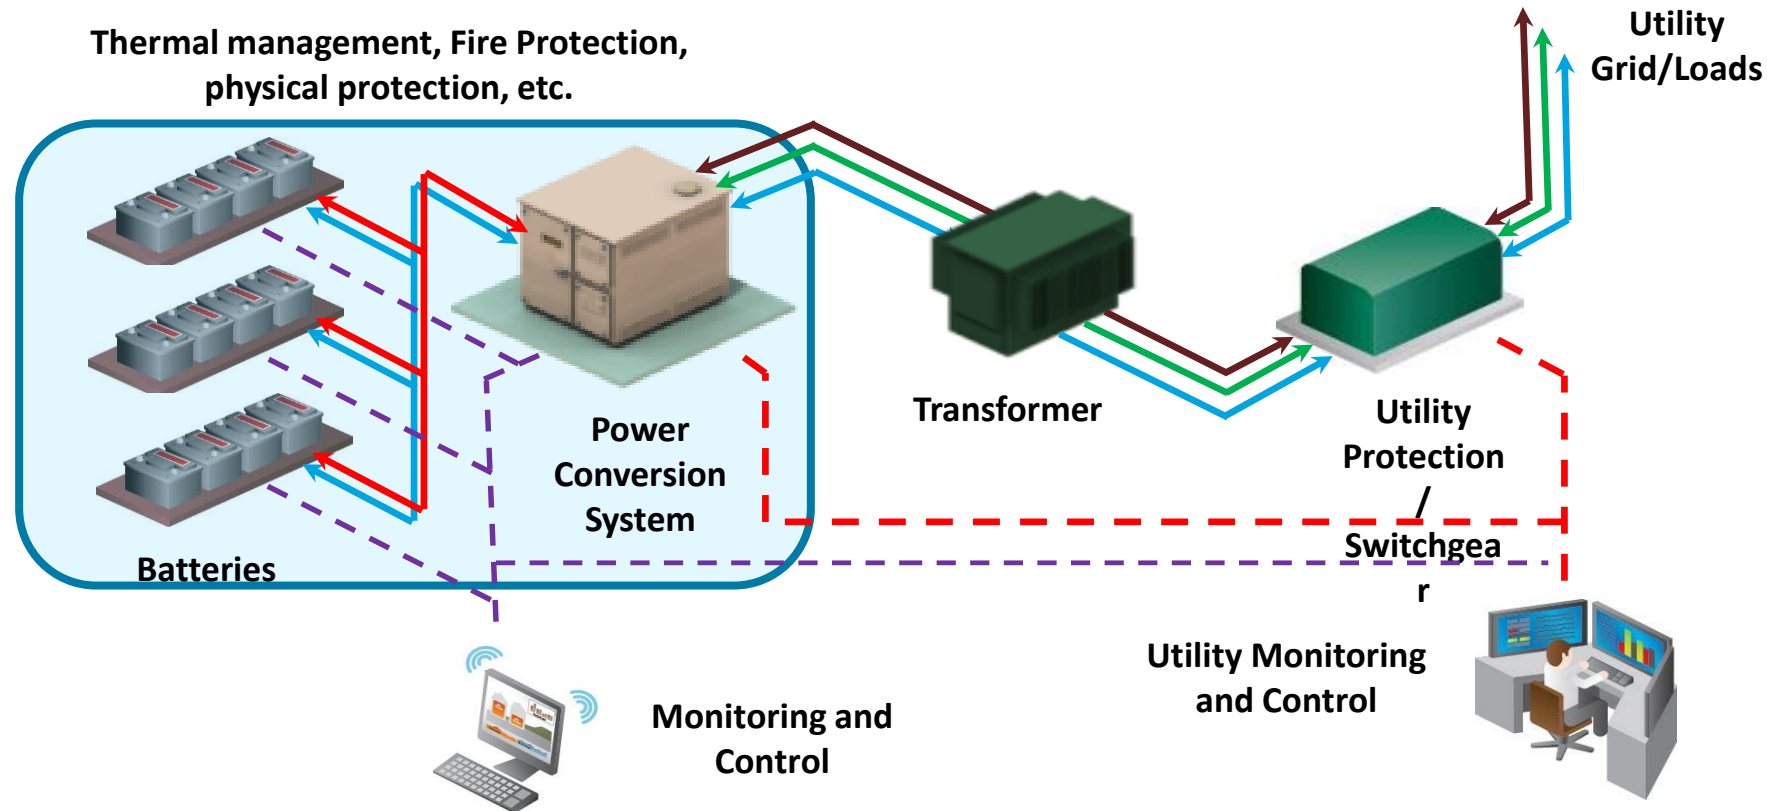 Thermal management, Fire Protection,
physical protection, etc.
Utility
Grid/Loads
Batteries
Power
Conversion
System
Transformer
Utility
Protection
/
Switchgea
r
Monitoring and
Control
Utility Monitoring
and Control